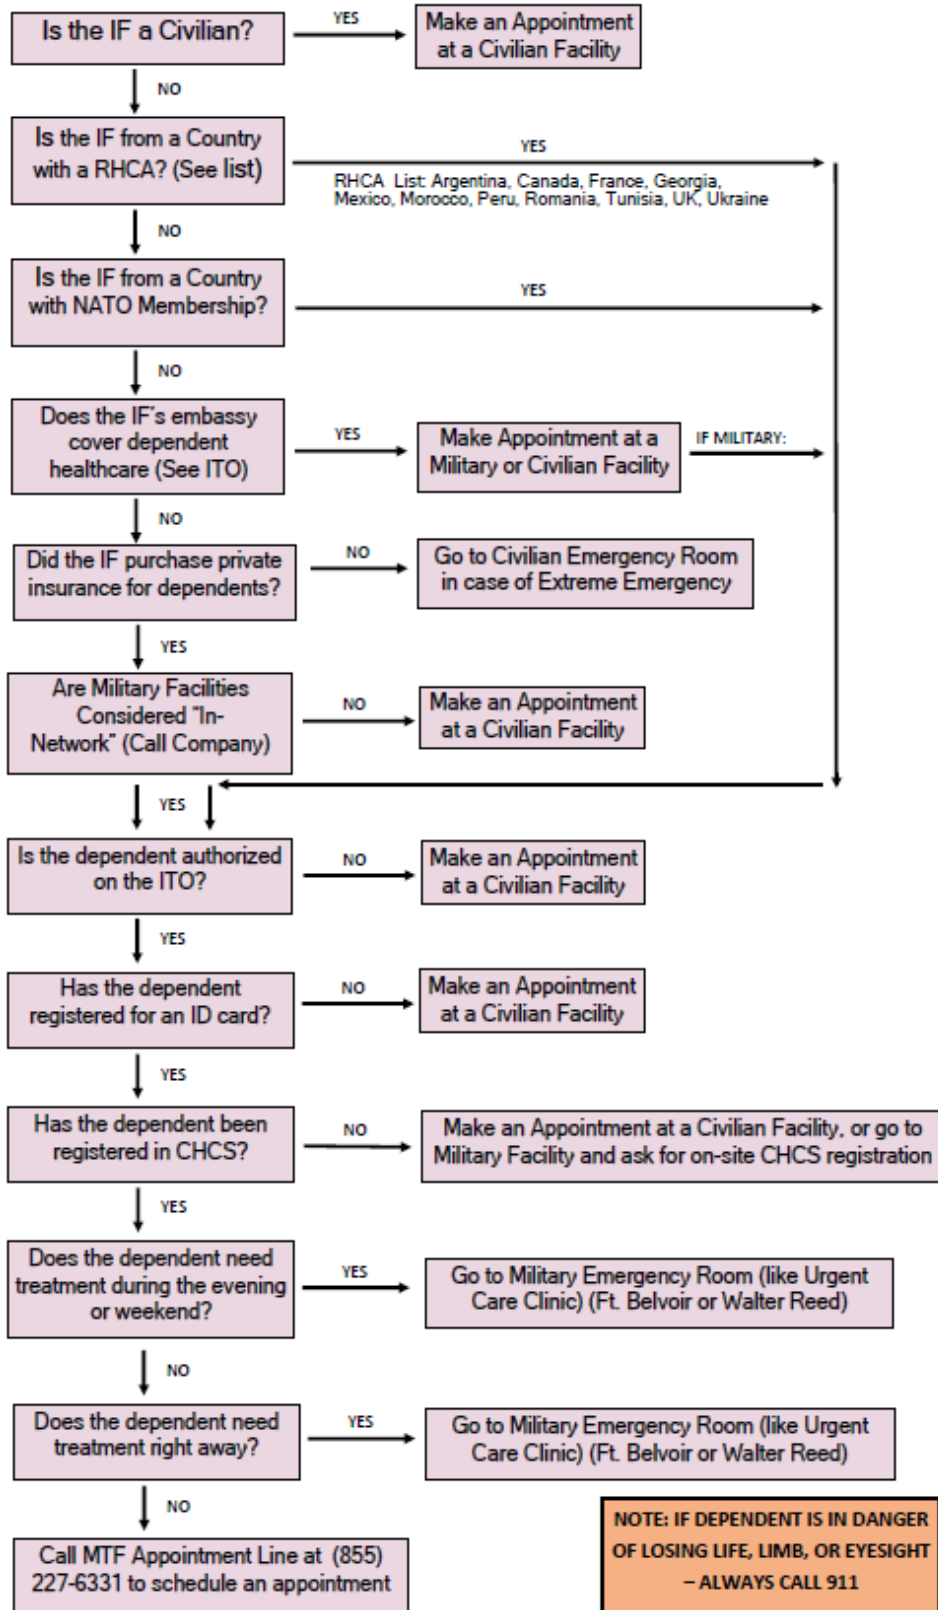 Is the IF a Civilian?
YES
Make an Appointment
at a Civilian Facility
NO
Is the IF from a Country
with a RHCA? (See list)
YES
RHCA List: Argentina, Canada, France, Georgia,
Mexico, Morocco, Peru, Romania, Tunisia, UK, Ukraine
NO
Is the IF from a Country
with NATO Membership?
YES
NO
Does the IF's embassy
cover dependent
healthcare (See ITO)
YES
Make Appointment at a
Military or Civilian Facility
IF MILITARY:
NO
Did the IF purchase private
insurance for dependents?
NO
Go to Civilian Emergency Room
in case of Extreme Emergency
YES
Are Military Facilities
Considered "In-
Network" (Call Company)
NO
Make an Appointment
at a Civilian Facility
YES
Is the dependent authorized
on the ITO?
NO
Make an Appointment
at a Civilian Facility
YES
Has the dependent
registered for an ID card?
NO
Make an Appointment
at a Civilian Facility
YES
Has the dependent been
registered in CHCS?
NO
Make an Appointment at a Civilian Facility, or go to
Military Facility and ask for on-site CHCS registration
YES
Does the dependent need
treatment during the evening
or weekend?
YES
Go to Military Emergency Room (like Urgent
Care Clinic) (Ft. Belvoir or Walter Reed)
NO
Does the dependent need
treatment right away?
YES
Go to Military Emergency Room (like Urgent
Care Clinic) (Ft. Belvoir or Walter Reed)
NO
Call MTF Appointment Line at (855)
227-6331 to schedule an appointment
NOTE: IF DEPENDENT IS IN DANGER
OF LOSING LIFE, LIMB, OR EYESIGHT
– ALWAYS CALL 911